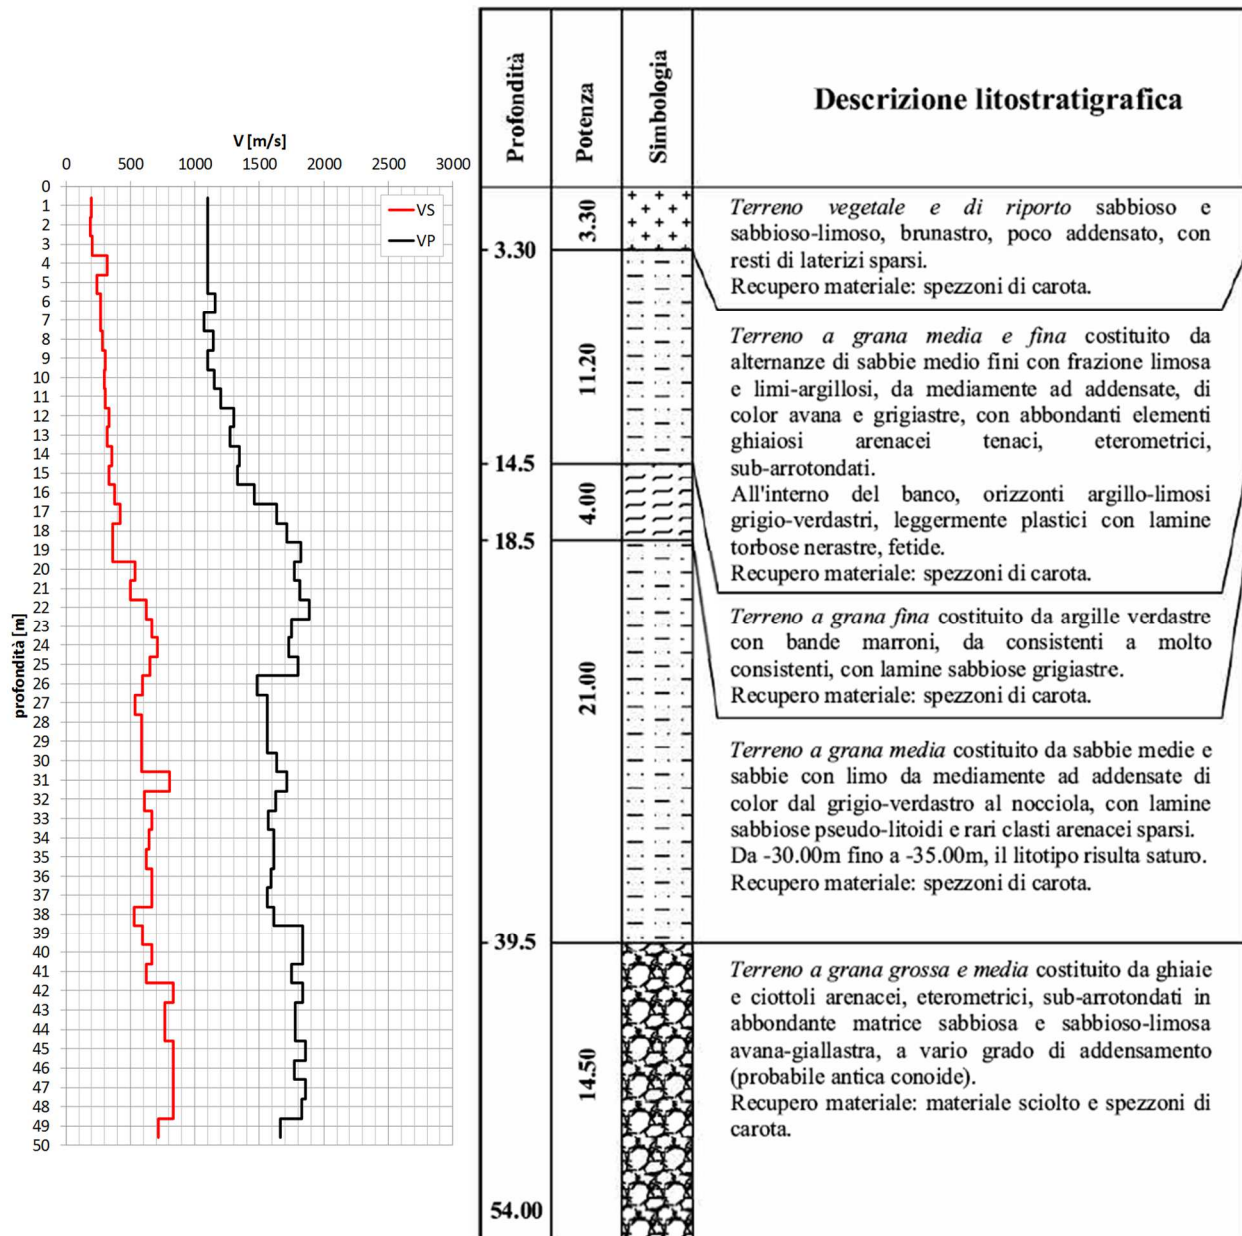 V [m/s]
0 500 1000 1500 2000 2500 3000
VS
VP
profondità [m]
0
1
2
3
4
5
6
7
8
9
10
11
12
13
14
15
16
17
18
19
20
21
22
23
24
25
26
27
28
29
30
31
32
33
34
35
36
37
38
39
40
41
42
43
44
45
46
47
48
49
50
Profondità
Potenza
Simbologia
Descrizione litostratigrafica
3.30
3.30
Terreno vegetale e di riporto sabbioso e
sabbioso-limoso, brunastro, poco addensato, con
resti di laterizi sparsi.
Recupero materiale: spezzoni di carota.
11.20
14.5
Terreno a grana media e fina costituito da
alternanze di sabbie medio fini con frazione limosa
e limi-argillosi, da mediamente ad addensate, di
color avana e grigiastre, con abbondanti elementi
ghiaiosi arenacei tenaci, eterometrici,
sub-arrotondati.
All'interno del banco, orizzonti argillo-limosi
grigio-verdastri, leggermente plastici con lamine
torbose nerastre, fetide.
Recupero materiale: spezzoni di carota.
4.00
18.5
Terreno a grana fina costituito da argille verdastre
con bande marroni, da consistenti a molto
consistenti, con lamine sabbiose grigiastre.
Recupero materiale: spezzoni di carota.
21.00
39.5
Terreno a grana media costituito da sabbie medie e
sabbie con limo da mediamente ad addensate di
color dal grigio-verdastro al nocciola, con lamine
sabbiose pseudo-litoidi e rari clasti arenacei sparsi.
Da -30.00m fino a -35.00m, il litotipo risulta saturo.
Recupero materiale: spezzoni di carota.
14.50
54.00
Terreno a grana grossa e media costituito da ghiaie
e ciottoli arenacei, eterometrici, sub-arrotondati in
abbondante matrice sabbiosa e sabbioso-limosa
avana-giallastra, a vario grado di addensamento
(probabile antica conoide).
Recupero materiale: materiale sciolto e spezzoni di
carota.